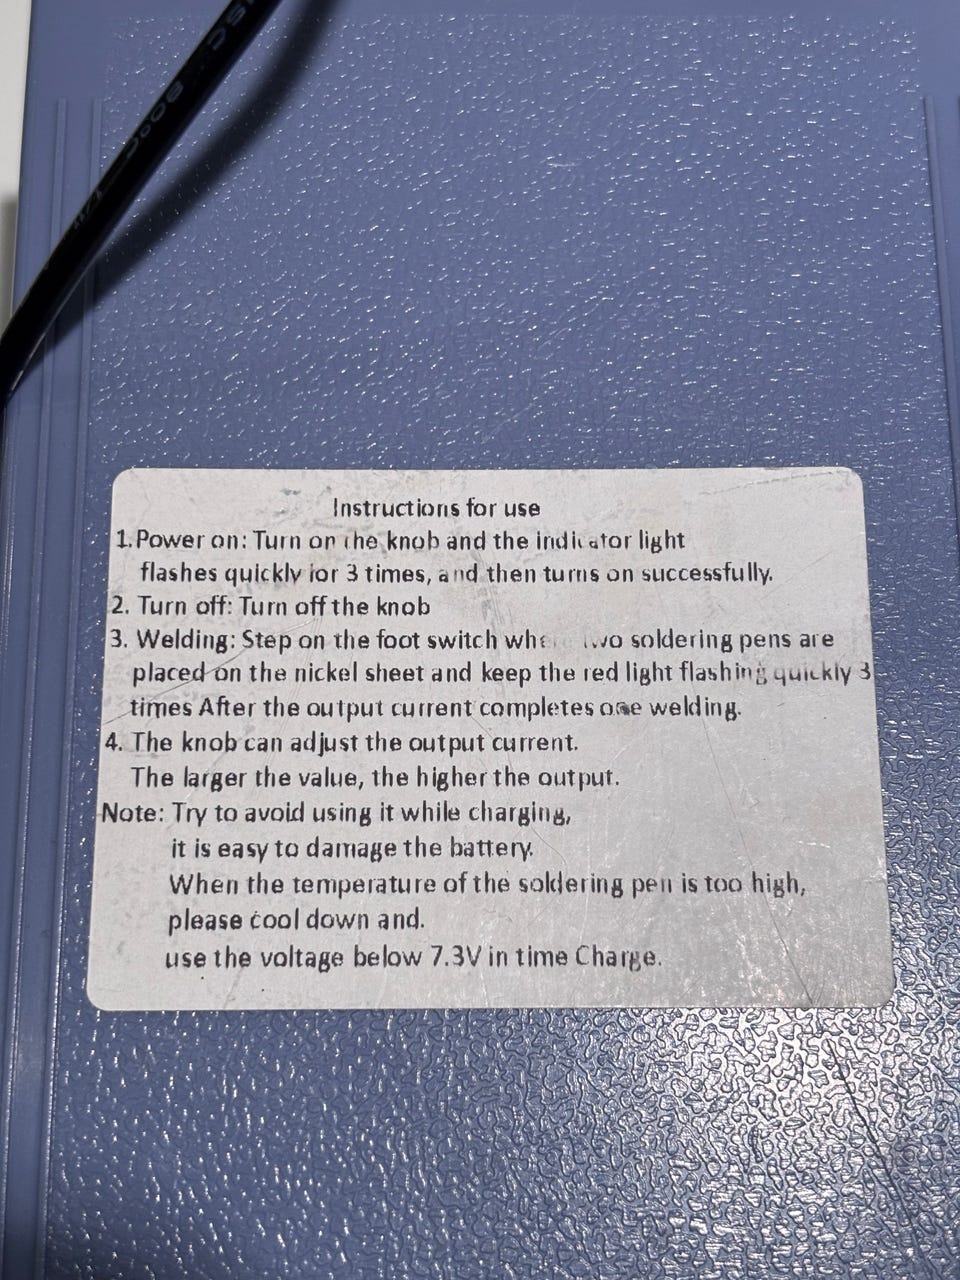 80°C
Instructions for use
1.Power on: Turn on the knob and the indicator light
flashes quickly for 3 times, and then turns on successfully.
2. Turn off: Turn off the knob
3. Welding: Step on the foot switch where two soldering pens are
placed on the nickel sheet and keep the red light flashing quickly 3
times After the output current completes one welding.
4. The knob can adjust the output current.
The larger the value, the higher the output.
Note: Try to avoid using it while charging,
it is easy to damage the battery.
When the temperature of the soldering pen is too high,
please cool down and.
use the voltage below 7.3V in time Charge.